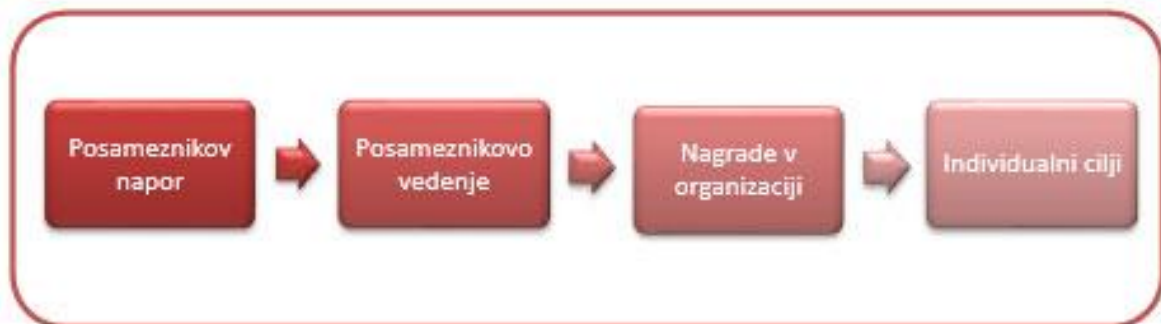 Posameznikov
napor
Posameznikovo
vedenje
Nagrade v
organizaciji
Individualni cilji